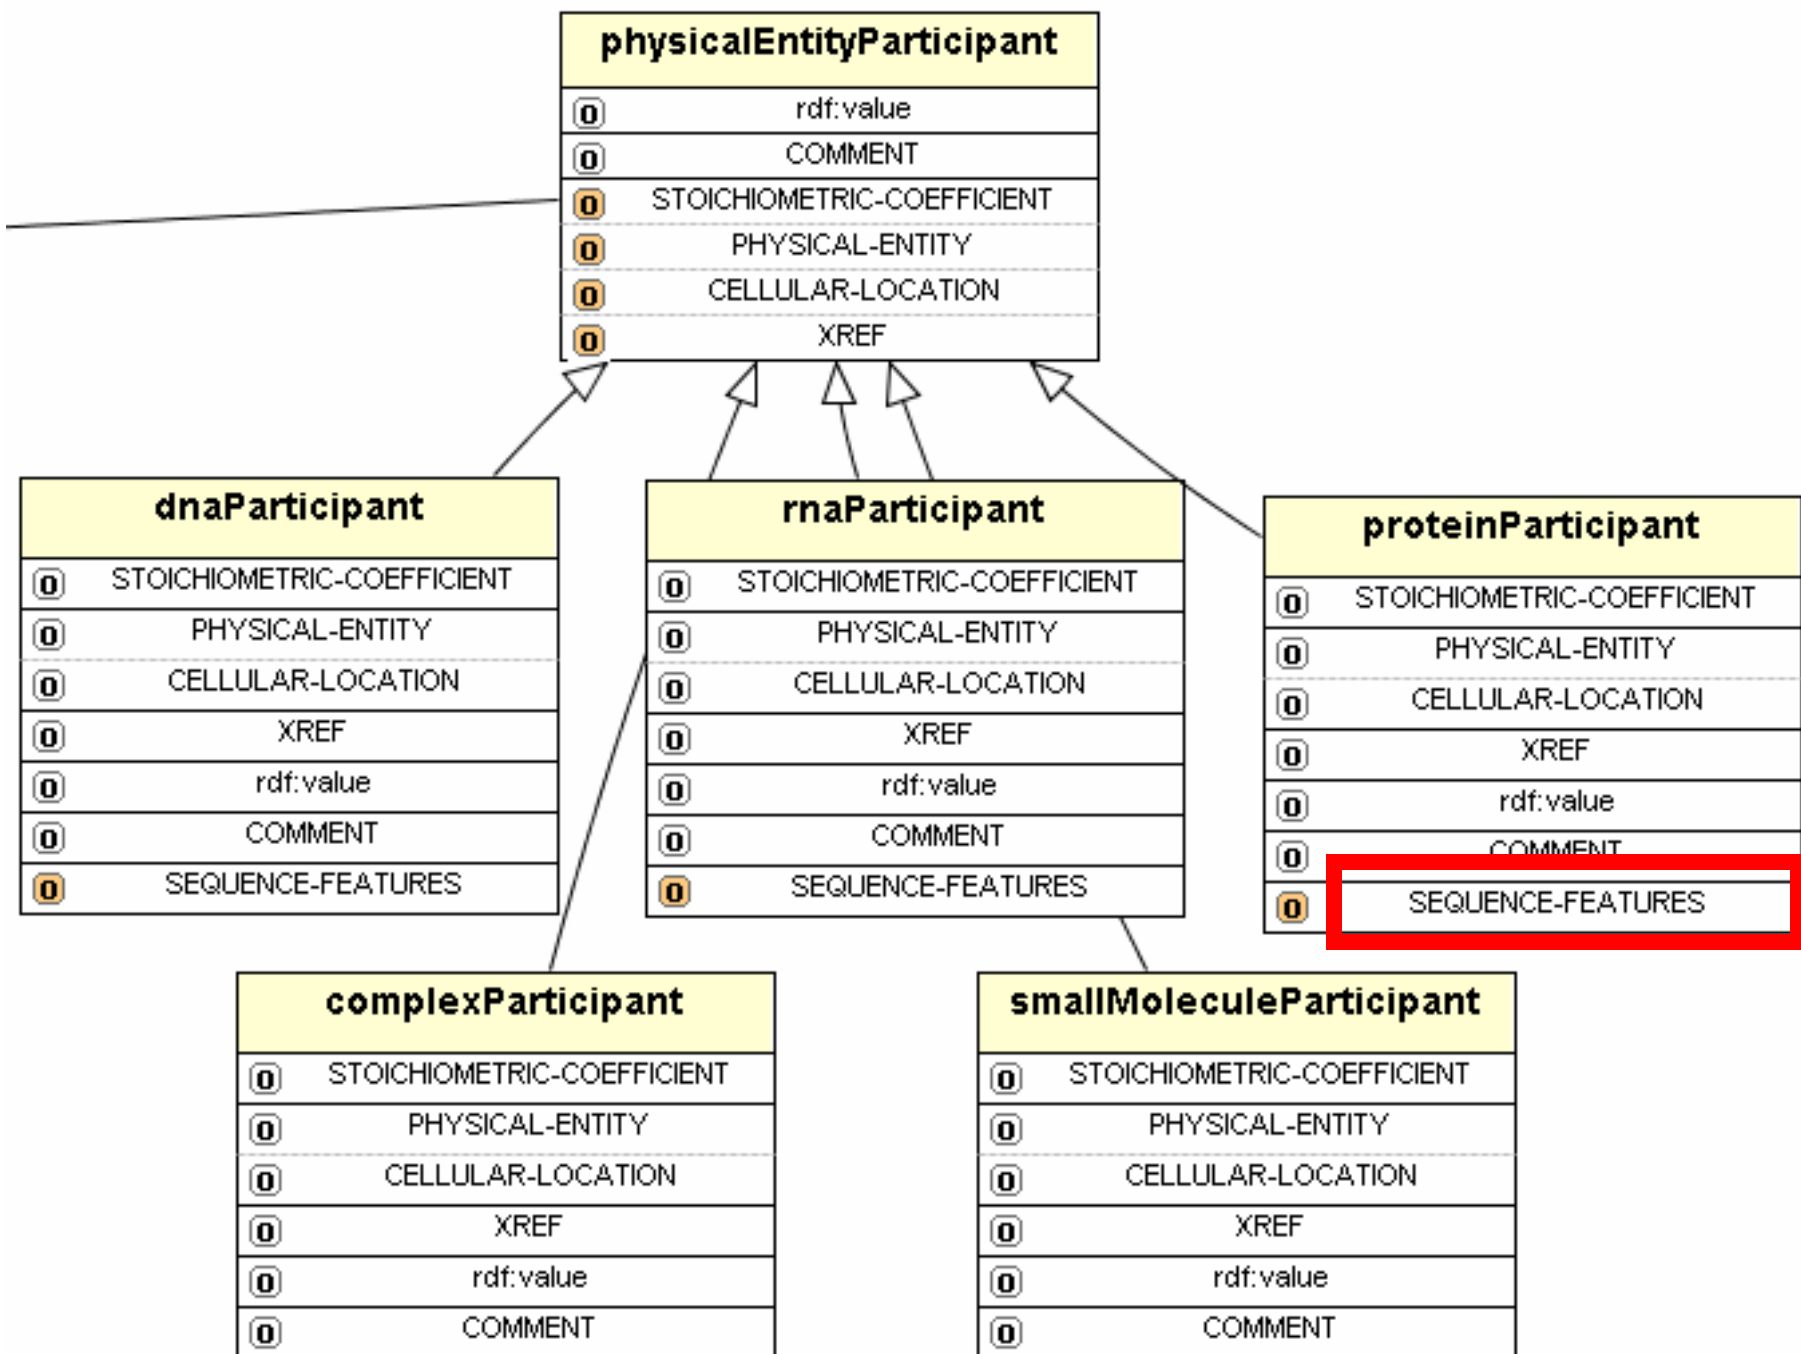 physicalEntityParticipant
O rdf:value
O COMMENT
O STOICHIOMETRIC-COEFFICIENT
O PHYSICAL-ENTITY
O CELLULAR-LOCATION
O XREF
dnaParticipant
O STOICHIOMETRIC-COEFFICIENT
O PHYSICAL-ENTITY
O CELLULAR-LOCATION
O XREF
O rdf:value
O COMMENT
O SEQUENCE-FEATURES
rnaParticipant
O STOICHIOMETRIC-COEFFICIENT
O PHYSICAL-ENTITY
O CELLULAR-LOCATION
O XREF
O rdf:value
O COMMENT
O SEQUENCE-FEATURES
proteinParticipant
O STOICHIOMETRIC-COEFFICIENT
O PHYSICAL-ENTITY
O CELLULAR-LOCATION
O XREF
O rdf:value
O COMMENT
O SEQUENCE-FEATURES
complexParticipant
O STOICHIOMETRIC-COEFFICIENT
O PHYSICAL-ENTITY
O CELLULAR-LOCATION
O XREF
O rdf:value
O COMMENT
smallMoleculeParticipant
O STOICHIOMETRIC-COEFFICIENT
O PHYSICAL-ENTITY
O CELLULAR-LOCATION
O XREF
O rdf:value
O COMMENT